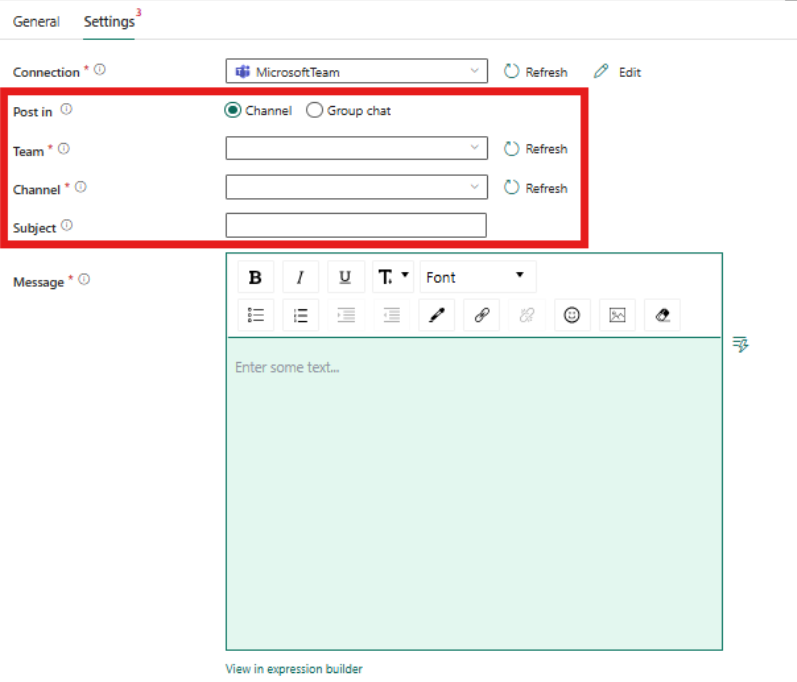 General Settings 3
Connection * MicrosoftTeam Refresh Edit
Post in Channel Group chat
Team * Refresh
Channel * Refresh
Subject
Message * B I U T. Font
Enter some text...
View in expression builder